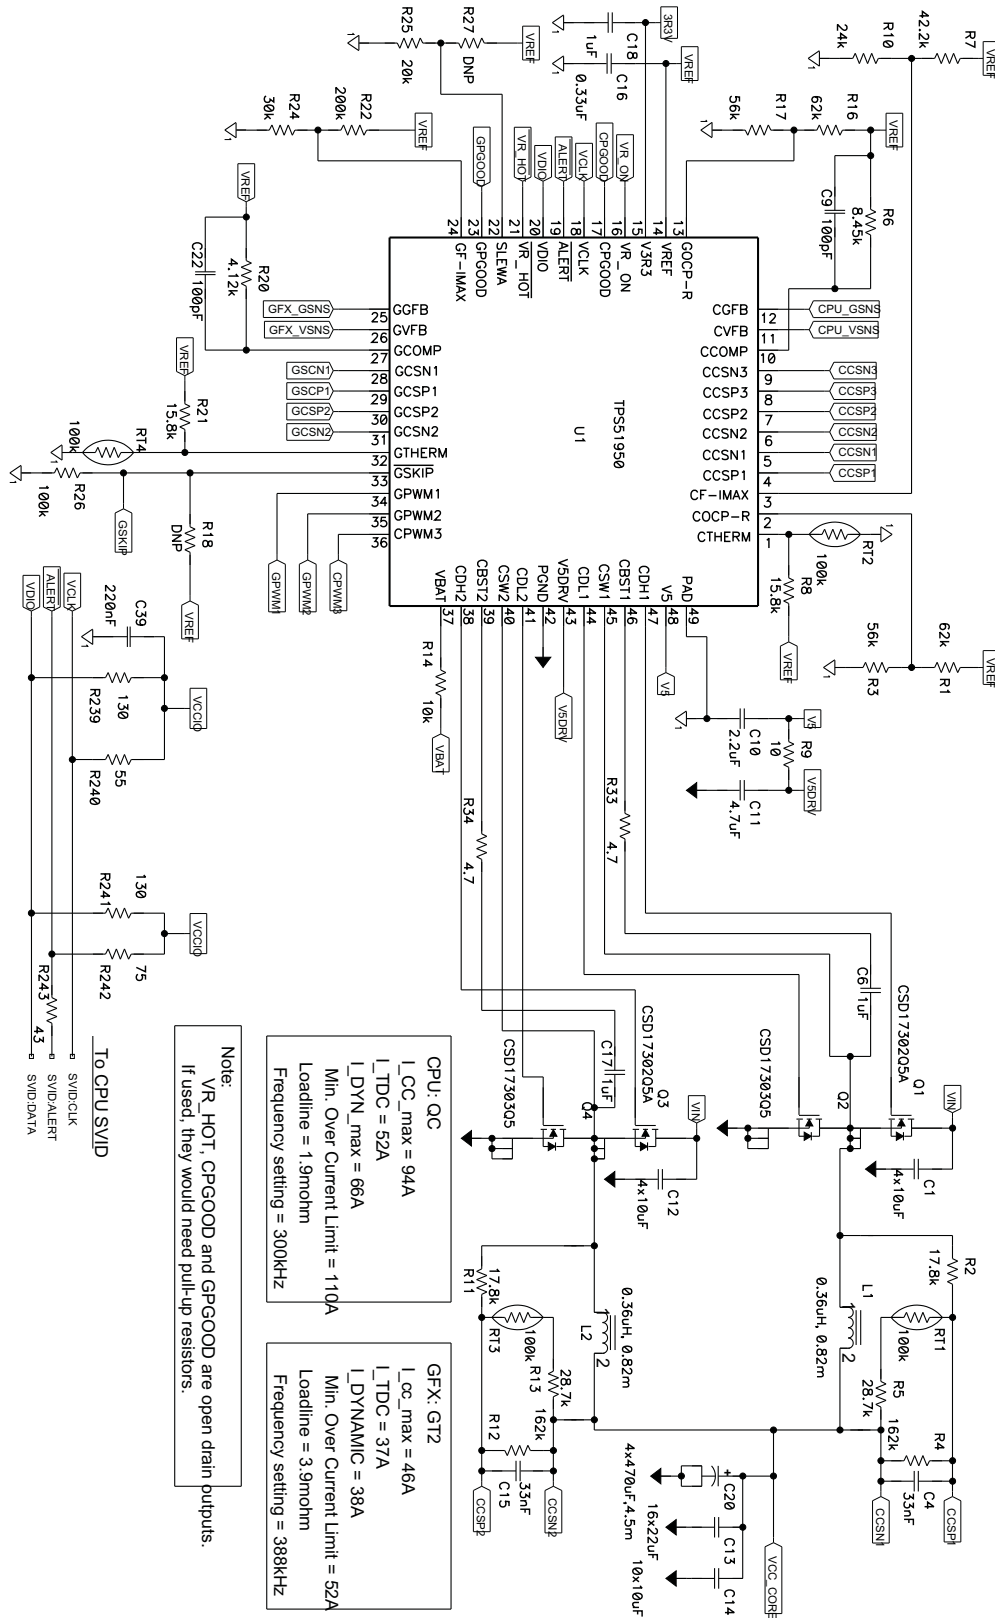 VREF
R7
42.2k
R10
24k
1
3R3V
C18
1uF
1
VREF
C16
0.33uF
1
R25
20k
1
R27
DNP
VREF
R24
30k
1
R22
200k
VREF
R17
56k
1
R16
62k
VREF
C9
100pF
R6
8.45k
GPGOOD
VR_HOT
VDIO
ALERT
VCLK
CPGOOD
VR_ON
VREF
C22
100pF
R20
4.12k
24
23
22
21
20
19
18
17
16
15
14
13
GF-IMAX
GPGOOD
SLEWA
VR_HOT
VDIO
ALERT
VCLK
CPGOOD
VR_ON
V3R3
VREF
GOCP-R
GFX_GSNS
25
GGFB
GFX_VSNS
26
GVFB
27
GCOMP
GSCN1
28
GCSN1
GSCP1
29
GCSP1
GCSP2
30
GCSP2
GCSN2
31
GCSN2
32
GTHERM
33
GSKIP
34
GPWM1
35
GPWM2
36
CPWM3
CGFB
12
CPU_GSNS
CVFB
11
CPU_VSNS
CCOMP
10
CCSN3
9
CCSN3
CCSP3
8
CCSP3
CCSP2
7
CCSP2
CCSN2
6
CCSN2
CCSN1
5
CCSN1
CCSP1
4
CCSP1
CF-IMAX
3
COCP-R
2
CTHERM
1
U1
TPS51950
VREF
R21
15.8k
RT4
100k
1
R26
100k
1
GSKIP
R18
DNP
VREF
GPWM1
GPWM2
CPWM3
RT2
100k
1
R8
15.8k
VREF
R3
56k
1
R1
62k
VREF
VBAT
CDH2
CBST2
CSW2
CDL2
PGND
V5DRV
CDL1
CSW1
CBST1
CDH1
V5
PAD
37
38
39
40
41
42
43
44
45
46
47
48
49
R14
10k
VBAT
V5DRV
V5
1
C10
2.2uF
V5
R9
10
C11
4.7uF
V5DRV
R34
4.7
R33
4.7
VDIO
ALERT
VCLK
C39
220nF
1
R239
130
VCCIO
R240
55
R241
130
VCCIO
R242
75
R243
43
SVID:DATA
SVID:ALERT
SVID:CLK
To CPU SVID
C6
1uF
C17
1uF
CSD17302Q5A
Q1
VIN
CSD17303Q5
Q2
C1
4x10uF
CSD17302Q5A
Q3
VIN
CSD17303Q5
Q4
C12
4x10uF
R2
17.8k
L1
2
0.36uH, 0.82m
RT1
100k
R5
28.7k
R4
162k
C4
33nF
CCSN1
CCSP1
R11
17.8k
L2
2
0.36uH, 0.82m
RT3
100k
R13
28.7k
R12
162k
C15
33nF
CCSP2
CCSN2
C20
+
4x470uF,4.5m
C13
16x22uF
C14
10x10uF
VCC_CORE
CPU: QC
I_CC_max = 94A
I_TDC = 52A
I_DYN_max = 66A
Min. Over Current Limit = 110A
Loadline = 1.9mohm
Frequency setting = 300kHz
GFX: GT2
I_cc_max = 46A
I_TDC = 37A
I_DYNAMIC = 38A
Min. Over Current Limit = 52A
Loadline = 3.9mohm
Frequency setting = 388kHz
Note:
VR_HOT, CPGOOD and GPGOOD are open drain outputs.
If used, they would need pull-up resistors.